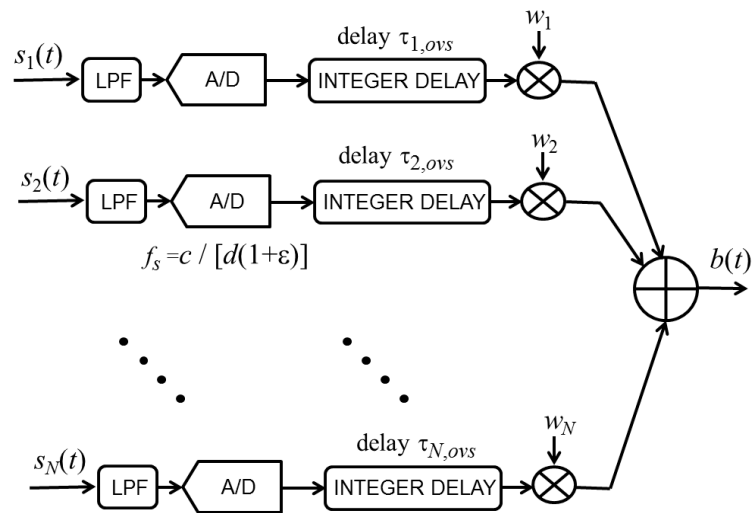 delay τ1,ovs
w1
s1(t)
LPF
A/D
INTEGER DELAY
delay τ2,ovs
w2
s2(t)
LPF
A/D
INTEGER DELAY
fs =c / [d(1+ε)]
b(t)
delay τN,ovs
wN
sN(t)
LPF
A/D
INTEGER DELAY